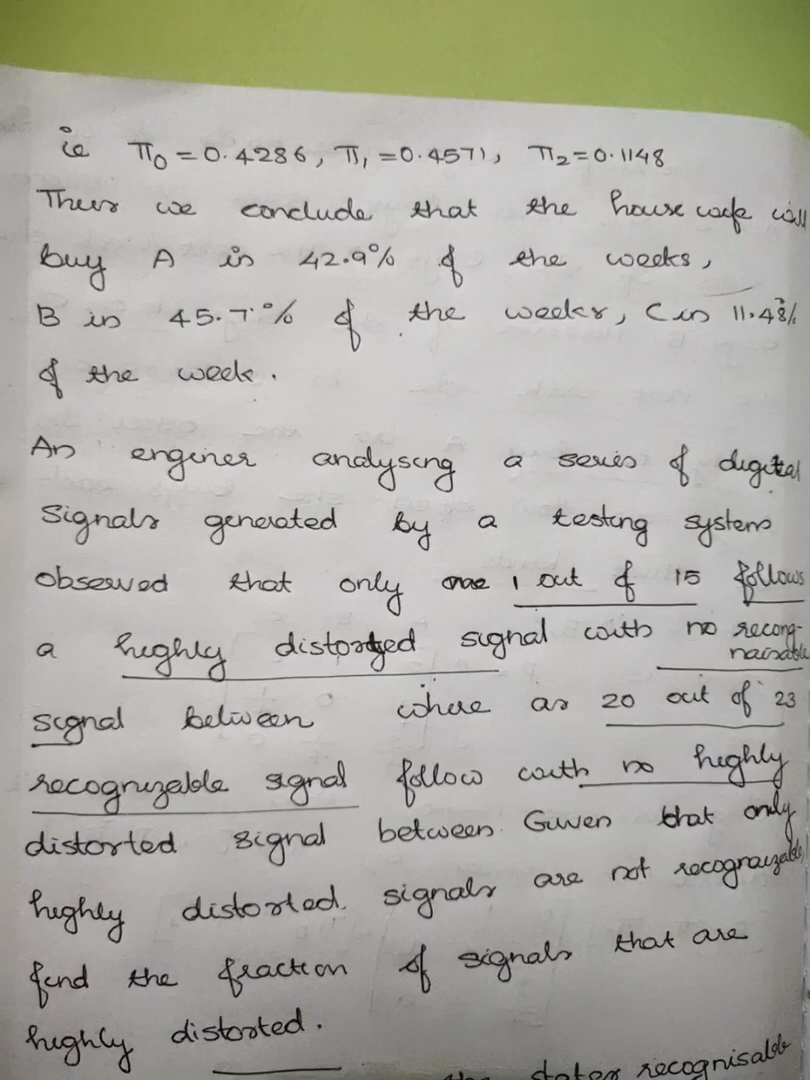 ie π₀ = 0.4286, π₁ = 0.4571, π₂ = 0.1148
Thus we conclude that the house wife will
buy A in 42.9% of the weeks,
B in 45.7% of the weeks, C in 11.48%
of the week.
An enginer analysing a series of digital
Signals generated by a testing system
observed that only 1 out of 15 follows
a highly distorted signal with no recong-
naisable
signal between where as 20 out of 23
recognizable signal follow with no highly
distorted signal between. Given that only
highly distorted signals are not recognaizable,
find the fraction of signals that are
highly distorted.
states recognisable